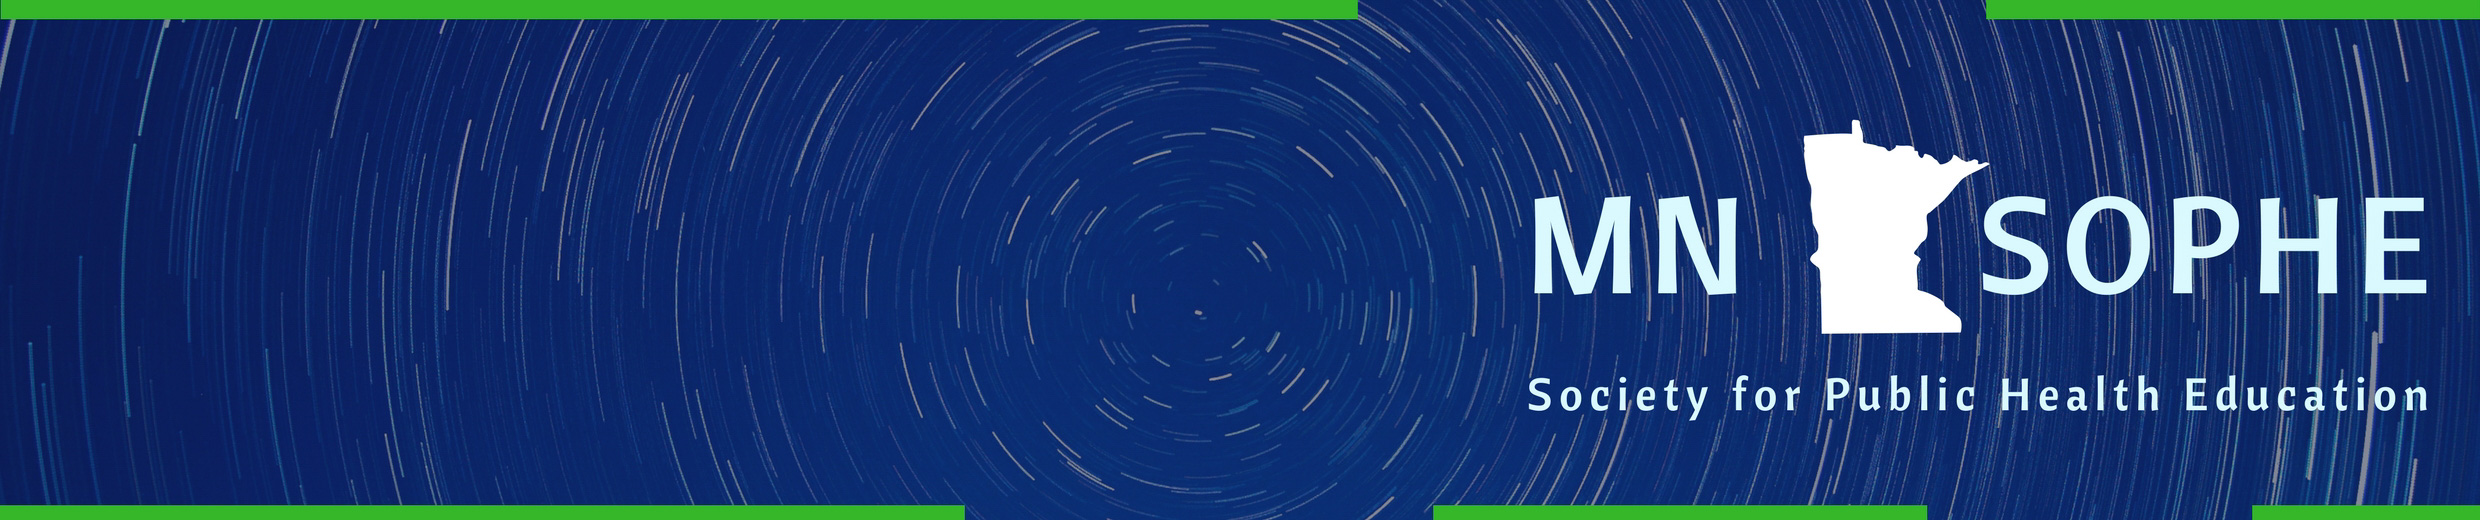 MN SOPHE
Society for Public Health Education